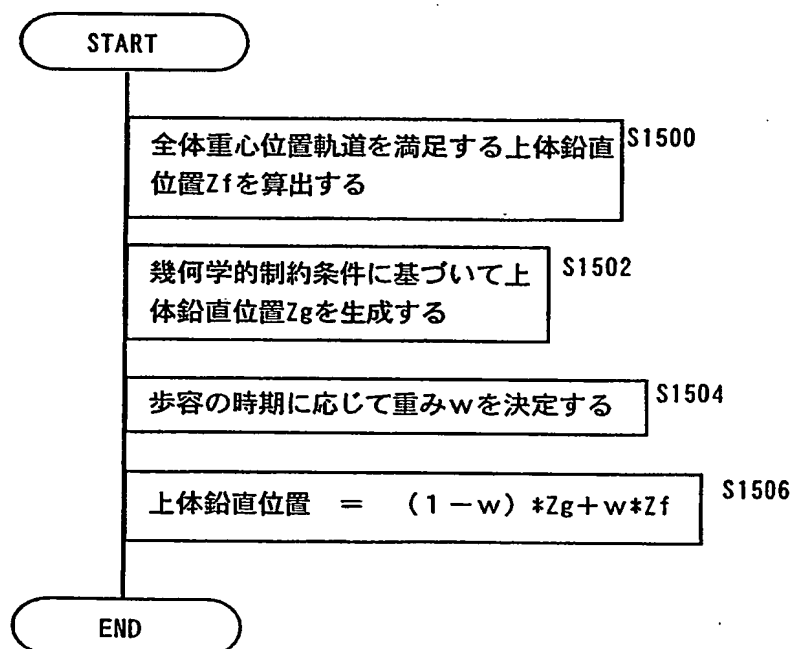 START
全体重心位置軌道を満足する上体鉛直
位置Zfを算出する
S1500
幾何学的制約条件に基づいて上
体鉛直位置Zgを生成する
S1502
歩容の時期に応じて重みwを決定する
S1504
上体鉛直位置 = (1-w)*Zg+w*Zf
S1506
END